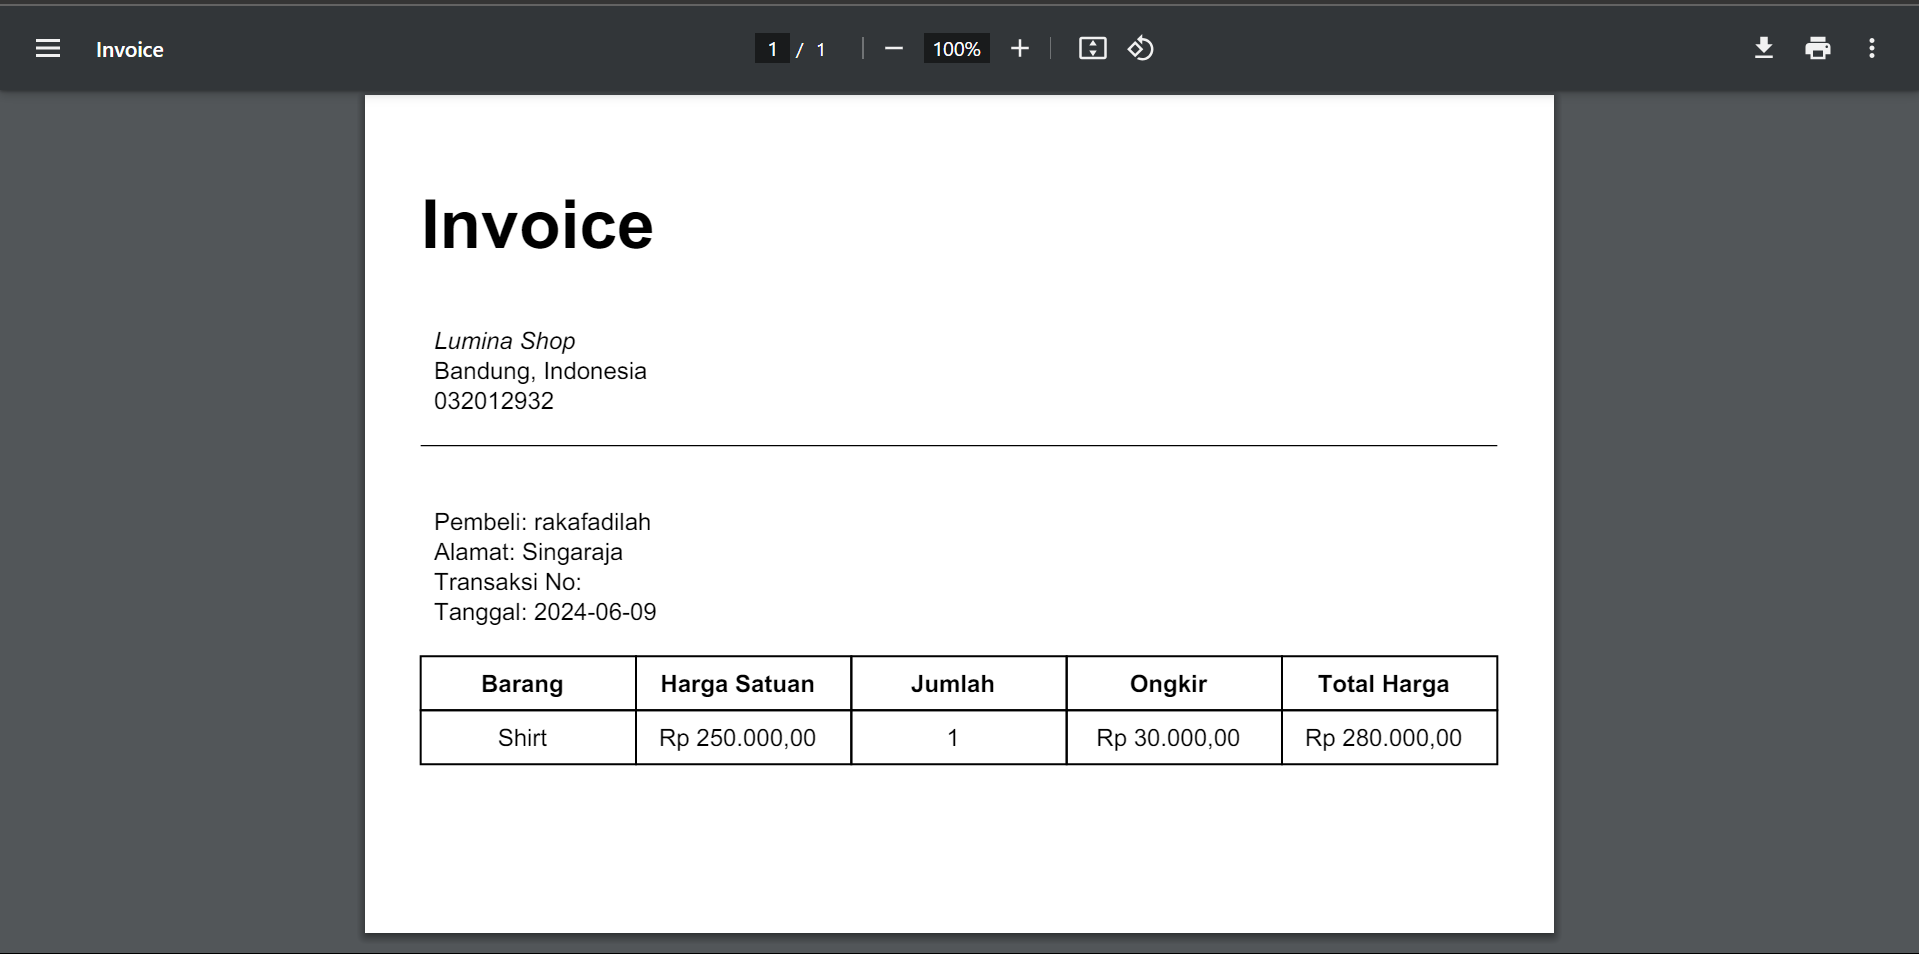 Invoice
1 / 1
100%
Invoice
Lumina Shop
Bandung, Indonesia
032012932
Pembeli: rakafadilah
Alamat: Singaraja
Transaksi No:
Tanggal: 2024-06-09
Barang Harga Satuan Jumlah Ongkir Total Harga
Shirt Rp 250.000,00 1 Rp 30.000,00 Rp 280.000,00